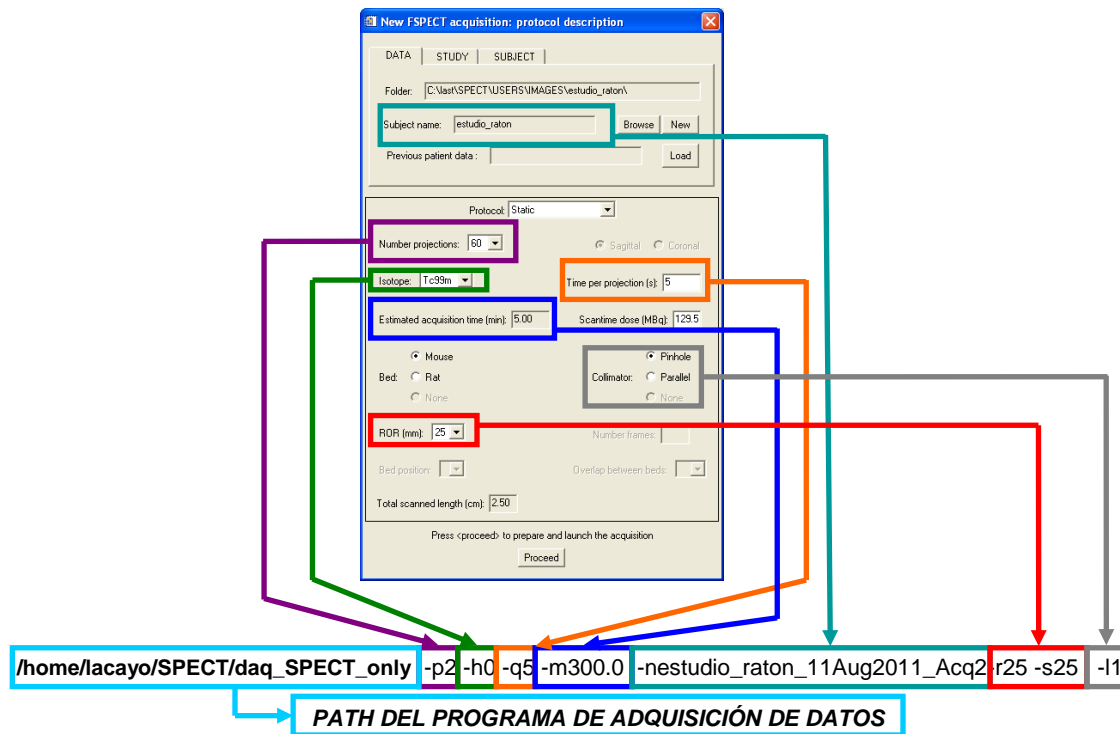 New FSPECT acquisition: protocol description
DATA STUDY SUBJECT
Folder: C:\last\SPECT\USERS\IMAGES\estudio_raton\
Subject name: estudio_raton Browse New
Previous patient data : Load
Protocol: Static
Number projections: 60 Sagittal Coronal
Isotope: Tc99m Time per projection (s): 5
Estimated acquisition time (min): 5.00 Scantime dose (MBq): 129.5
Mouse Pinhole
Bed: Rat Collimator: Parallel
None None
ROR (mm): 25 Number frames:
Bed position: Overlap between beds:
Total scanned length (cm): 2.50
Press <proceed> to prepare and launch the acquisition
Proceed
/home/lacayo/SPECT/daq_SPECT_only -p2 -h0 -q5 -m300.0 -nestudio_raton_11Aug2011_Acq2 -r25 -s25 -l1
PATH DEL PROGRAMA DE ADQUISICIÓN DE DATOS